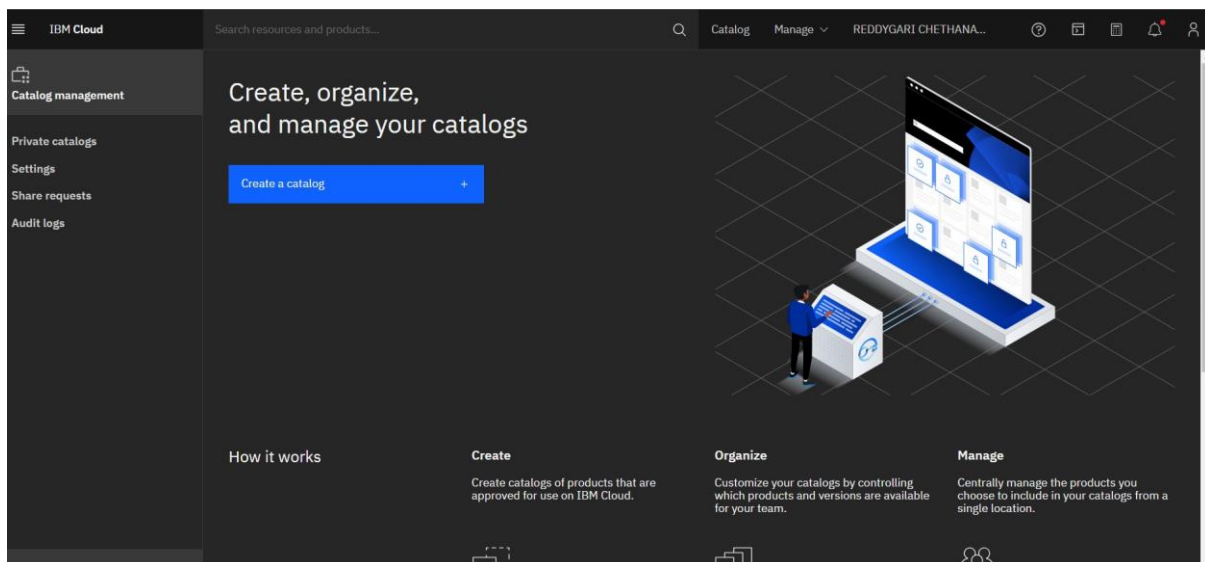 IBM Cloud
Search resources and products...
Catalog
Manage
REDDYGARI CHETHANA...
Catalog management
Private catalogs
Settings
Share requests
Audit logs
Create, organize,
and manage your catalogs
Create a catalog +
How it works
Create
Create catalogs of products that are
approved for use on IBM Cloud.
Organize
Customize your catalogs by controlling
which products and versions are available
for your team.
Manage
Centrally manage the products you
choose to include in your catalogs from a
single location.